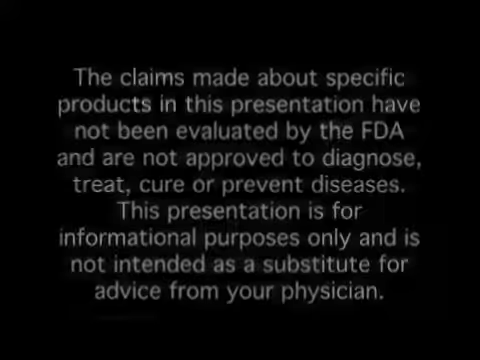 The claims made about specific
products in this presentation have
not been evaluated by the FDA
and are not approved to diagnose,
treat, cure or prevent diseases.
This presentation is for
informational purposes only and is
not intended as a substitute for
advice from your physician.